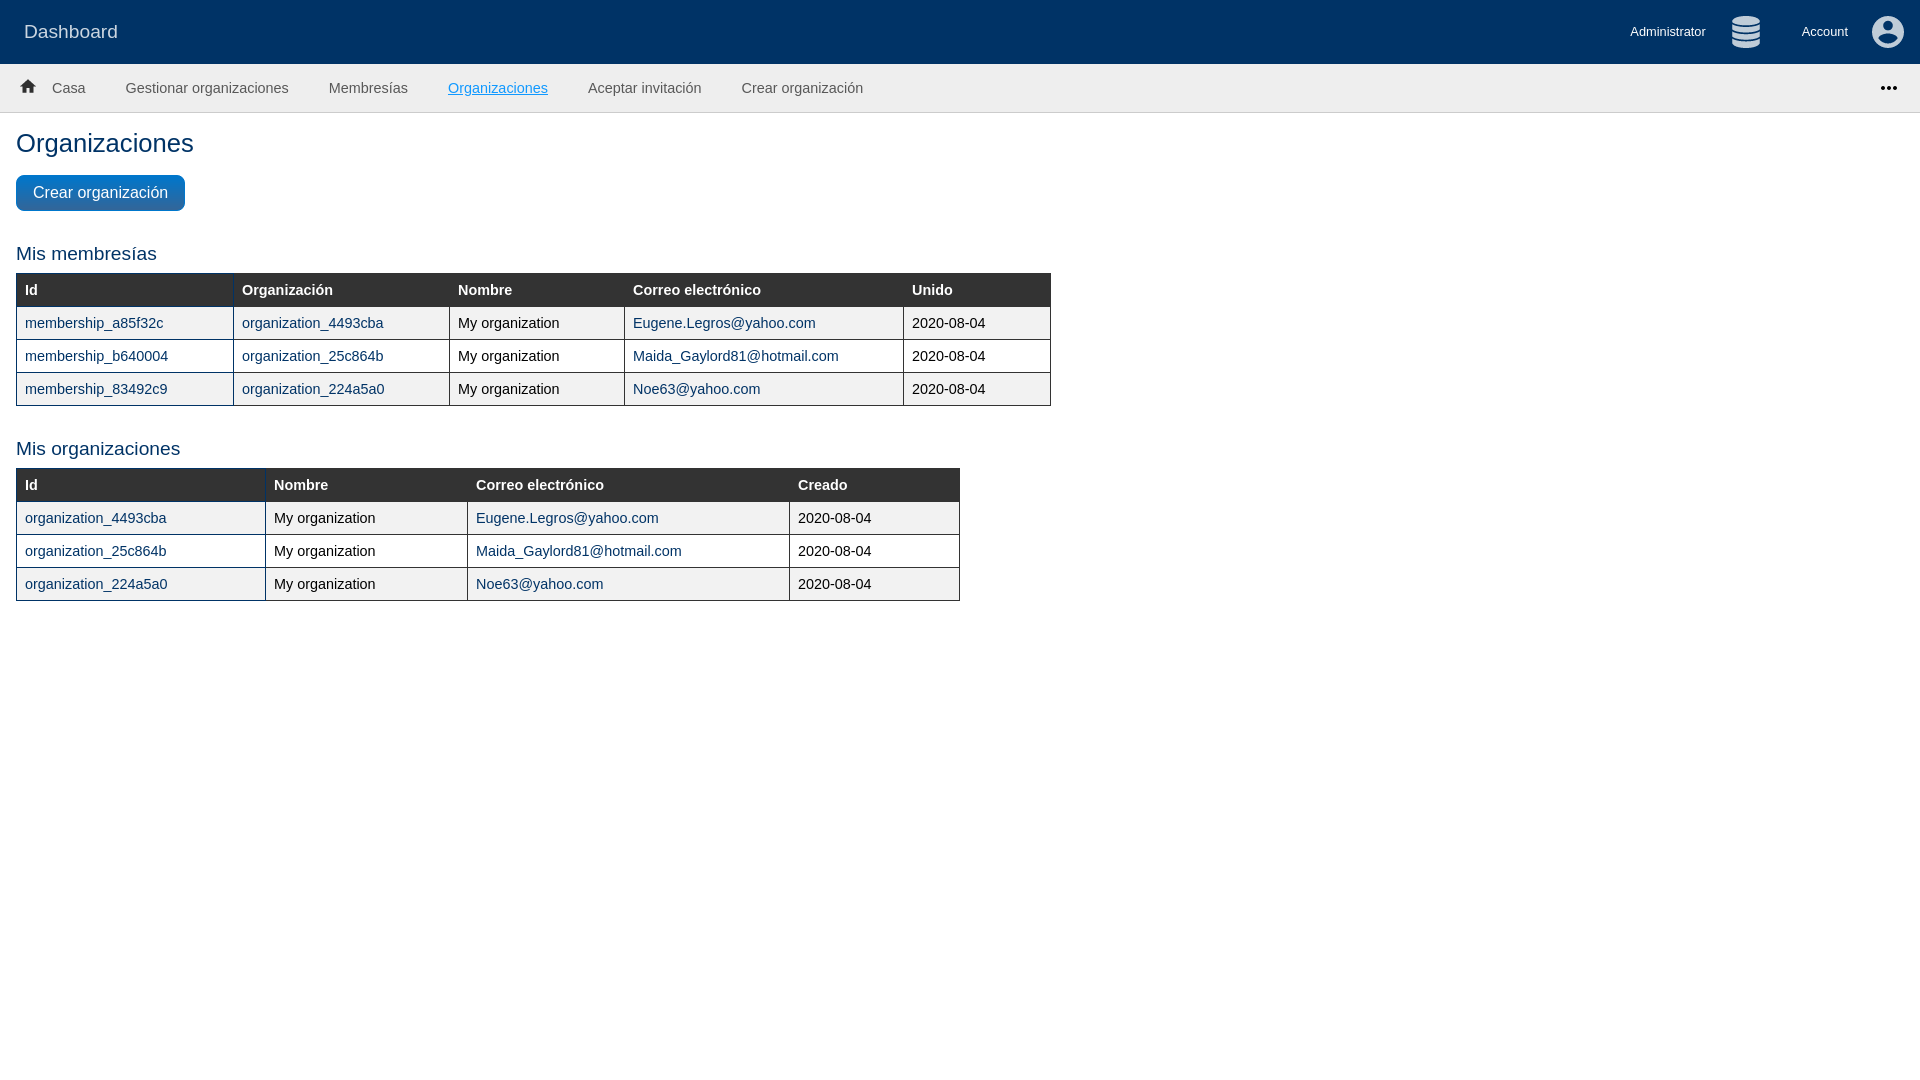 Dashboard Administrator Account
Casa Gestionar organizaciones Membresías Organizaciones Aceptar invitación Crear organización
Organizaciones
Crear organización
Mis membresías
Id Organización Nombre Correo electrónico Unido
membership_a85f32c organization_4493cba My organization Eugene.Legros@yahoo.com 2020-08-04
membership_b640004 organization_25c864b My organization Maida_Gaylord81@hotmail.com 2020-08-04
membership_83492c9 organization_224a5a0 My organization Noe63@yahoo.com 2020-08-04
Mis organizaciones
Id Nombre Correo electrónico Creado
organization_4493cba My organization Eugene.Legros@yahoo.com 2020-08-04
organization_25c864b My organization Maida_Gaylord81@hotmail.com 2020-08-04
organization_224a5a0 My organization Noe63@yahoo.com 2020-08-04